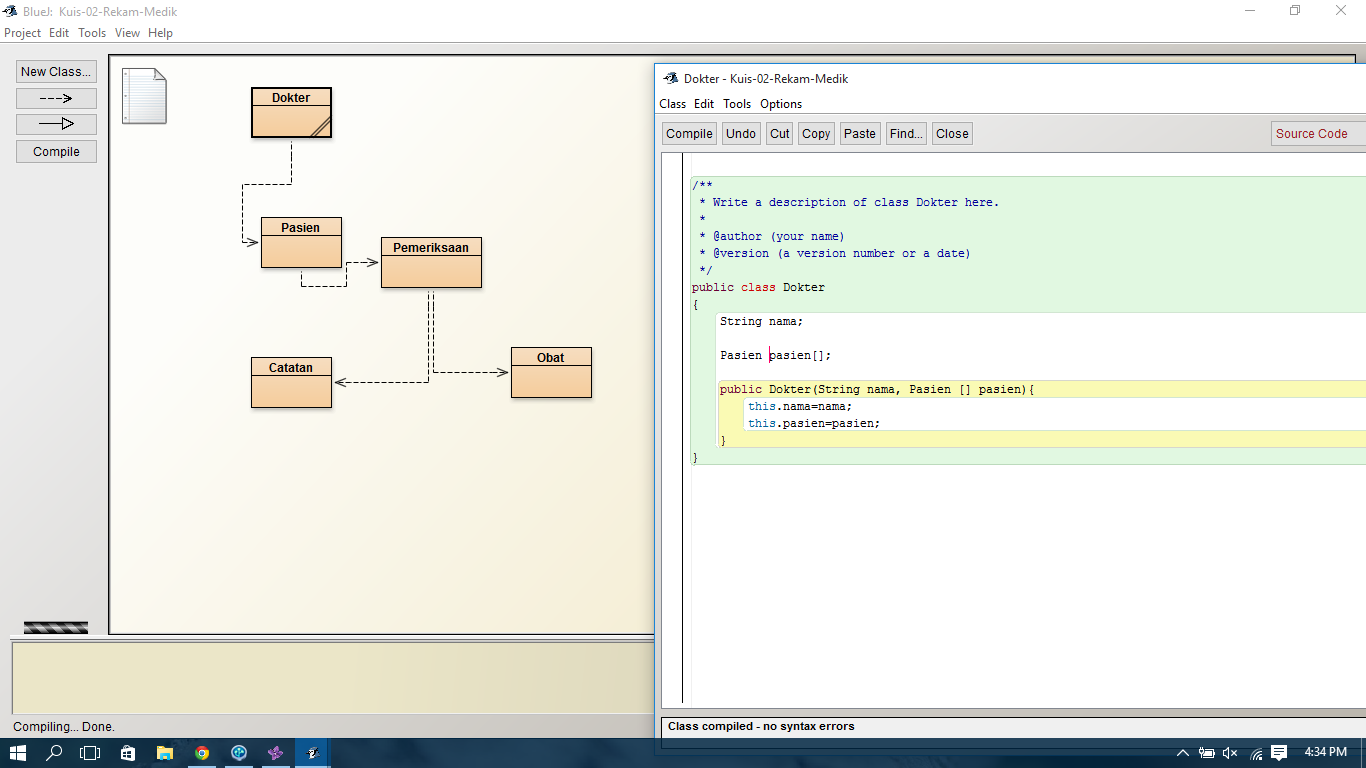 BlueJ: Kuis-02-Rekam-Medik
Project Edit Tools View Help
New Class...
Compile
Dokter
Pasien
Pemeriksaan
Catatan
Obat
Compiling... Done.
Dokter - Kuis-02-Rekam-Medik
Class Edit Tools Options
Compile Undo Cut Copy Paste Find... Close Source Code
/**
* Write a description of class Dokter here.
*
* @author (your name)
* @version (a version number or a date)
*/
public class Dokter
{
String nama;
Pasien pasien[];
public Dokter(String nama, Pasien [] pasien){
this.nama=nama;
this.pasien=pasien;
}
}
Class compiled - no syntax errors
4:34 PM